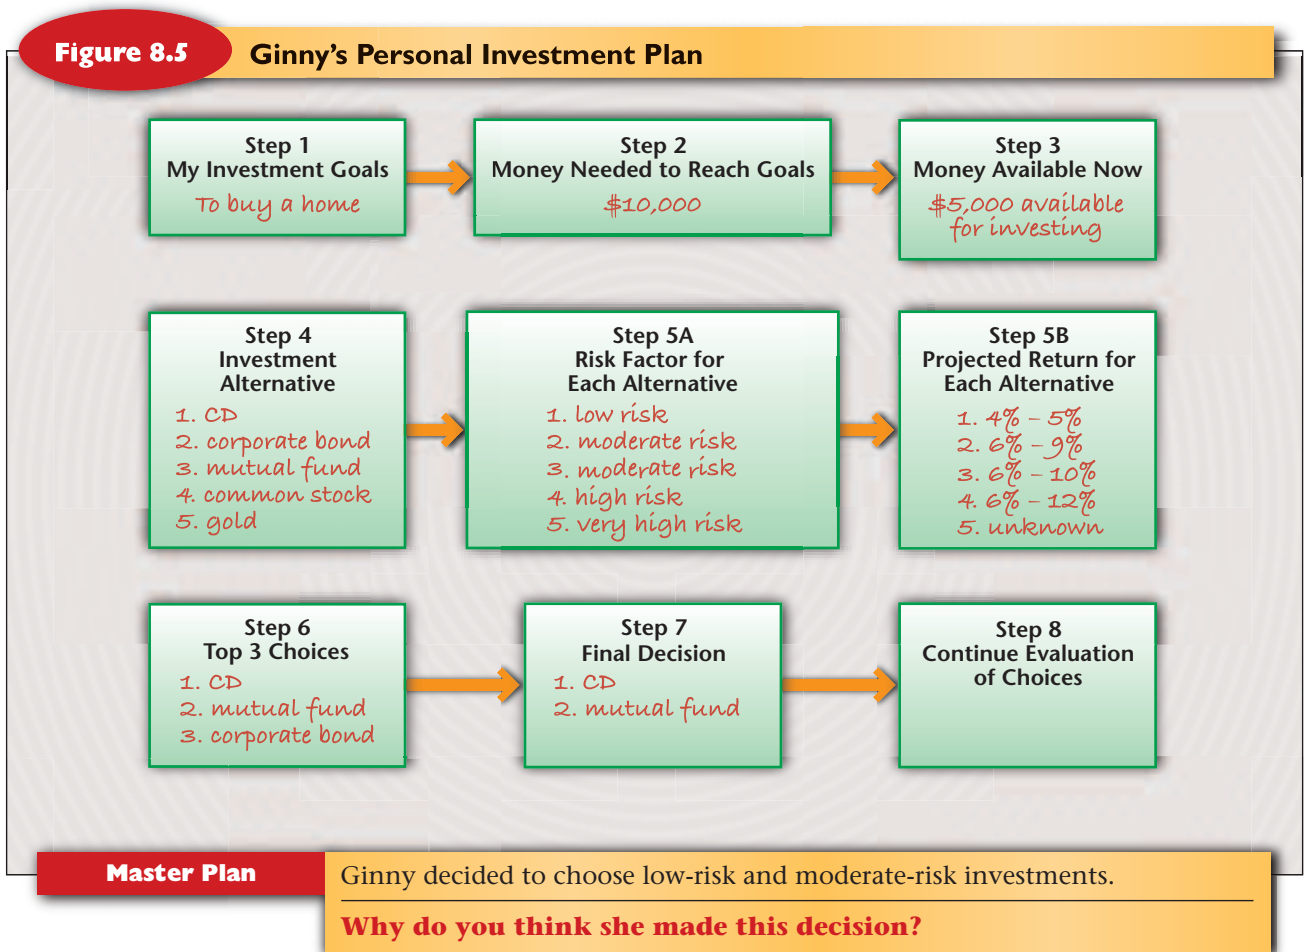 Figure 8.5
Ginny's Personal Investment Plan
Step 1
My Investment Goals
To buy a home
Step 2
Money Needed to Reach Goals
$10,000
Step 3
Money Available Now
$5,000 available
for investing
Step 4
Investment
Alternative
1. CD
2. corporate bond
3. mutual fund
4. common stock
5. gold
Step 5A
Risk Factor for
Each Alternative
1. low risk
2. moderate risk
3. moderate risk
4. high risk
5. very high risk
Step 5B
Projected Return for
Each Alternative
1. 4% – 5%
2. 6% – 9%
3. 6% – 10%
4. 6% – 12%
5. unknown
Step 6
Top 3 Choices
1. CD
2. mutual fund
3. corporate bond
Step 7
Final Decision
1. CD
2. mutual fund
Step 8
Continue Evaluation
of Choices
Master Plan
Ginny decided to choose low-risk and moderate-risk investments.
Why do you think she made this decision?